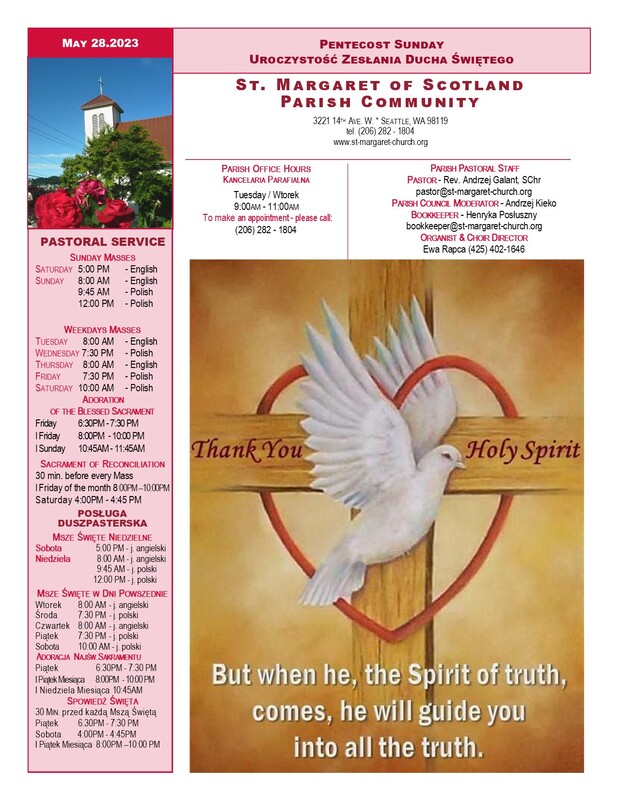 May 28.2023
Pentecost Sunday
Uroczystość Zesłania Ducha Świętego
St. Margaret of Scotland
Parish Community
3221 14th Ave. W. * Seattle, WA 98119
tel. (206) 282 - 1804
www.st-margaret-church.org
Parish Office Hours
Kancelaria Parafialna
Tuesday / Wtorek
9:00am - 11:00am
To make an appointment - please call:
(206) 282 - 1804
Parish Pastoral Staff
Pastor - Rev. Andrzej Galant, SChr
pastor@st-margaret-church.org
Parish Council Moderator - Andrzej Kieko
Bookkeeper - Henryka Posłuszny
bookkeeper@st-margaret-church.org
Organist & Choir Director
Ewa Rapca (425) 402-1646
PASTORAL SERVICE
Sunday Masses
Saturday 5:00 PM - English
Sunday 8:00 AM - English
9:45 AM - Polish
12:00 PM - Polish
Weekdays Masses
Tuesday 8:00 AM - English
Wednesday 7:30 PM - Polish
Thursday 8:00 AM - English
Friday 7:30 PM - Polish
Saturday 10:00 AM - Polish
Adoration
of the Blessed Sacrament
Friday 6:30PM - 7:30 PM
I Friday 8:00PM - 10:00 PM
I Sunday 10:45AM - 11:45AM
Sacrament of Reconciliation
30 min. before every Mass
I Friday of the month 8:00PM –10:00PM
Saturday 4:00PM - 4:45 PM
POSŁUGA
DUSZPASTERSKA
Msze Święte Niedzielne
Sobota 5:00 PM - j. angielski
Niedziela 8:00 AM - j. angielski
9:45 AM - j. polski
12:00 PM - j. polski
Msze Święte w Dni Powszednie
Wtorek 8:00 AM - j. angielski
Środa 7:30 PM - j. polski
Czwartek 8:00 AM - j. angielski
Piątek 7:30 PM - j. polski
Sobota 10:00 AM - j. polski
Adoracja Najśw.Sakramentu
Piątek 6:30PM - 7:30 PM
I Piątek Miesiąca 8:00PM - 10:00 PM
I Niedziela Miesiąca 10:45AM
Spowiedź Święta
30 Min. przed każdą Mszą Świętą
Piątek 6:30PM - 7:30 PM
Sobota 4:00PM - 4:45PM
I Piątek Miesiąca 8:00PM –10:00 PM
Thank You Holy Spirit
But when he, the Spirit of truth,
comes, he will guide you
into all the truth.